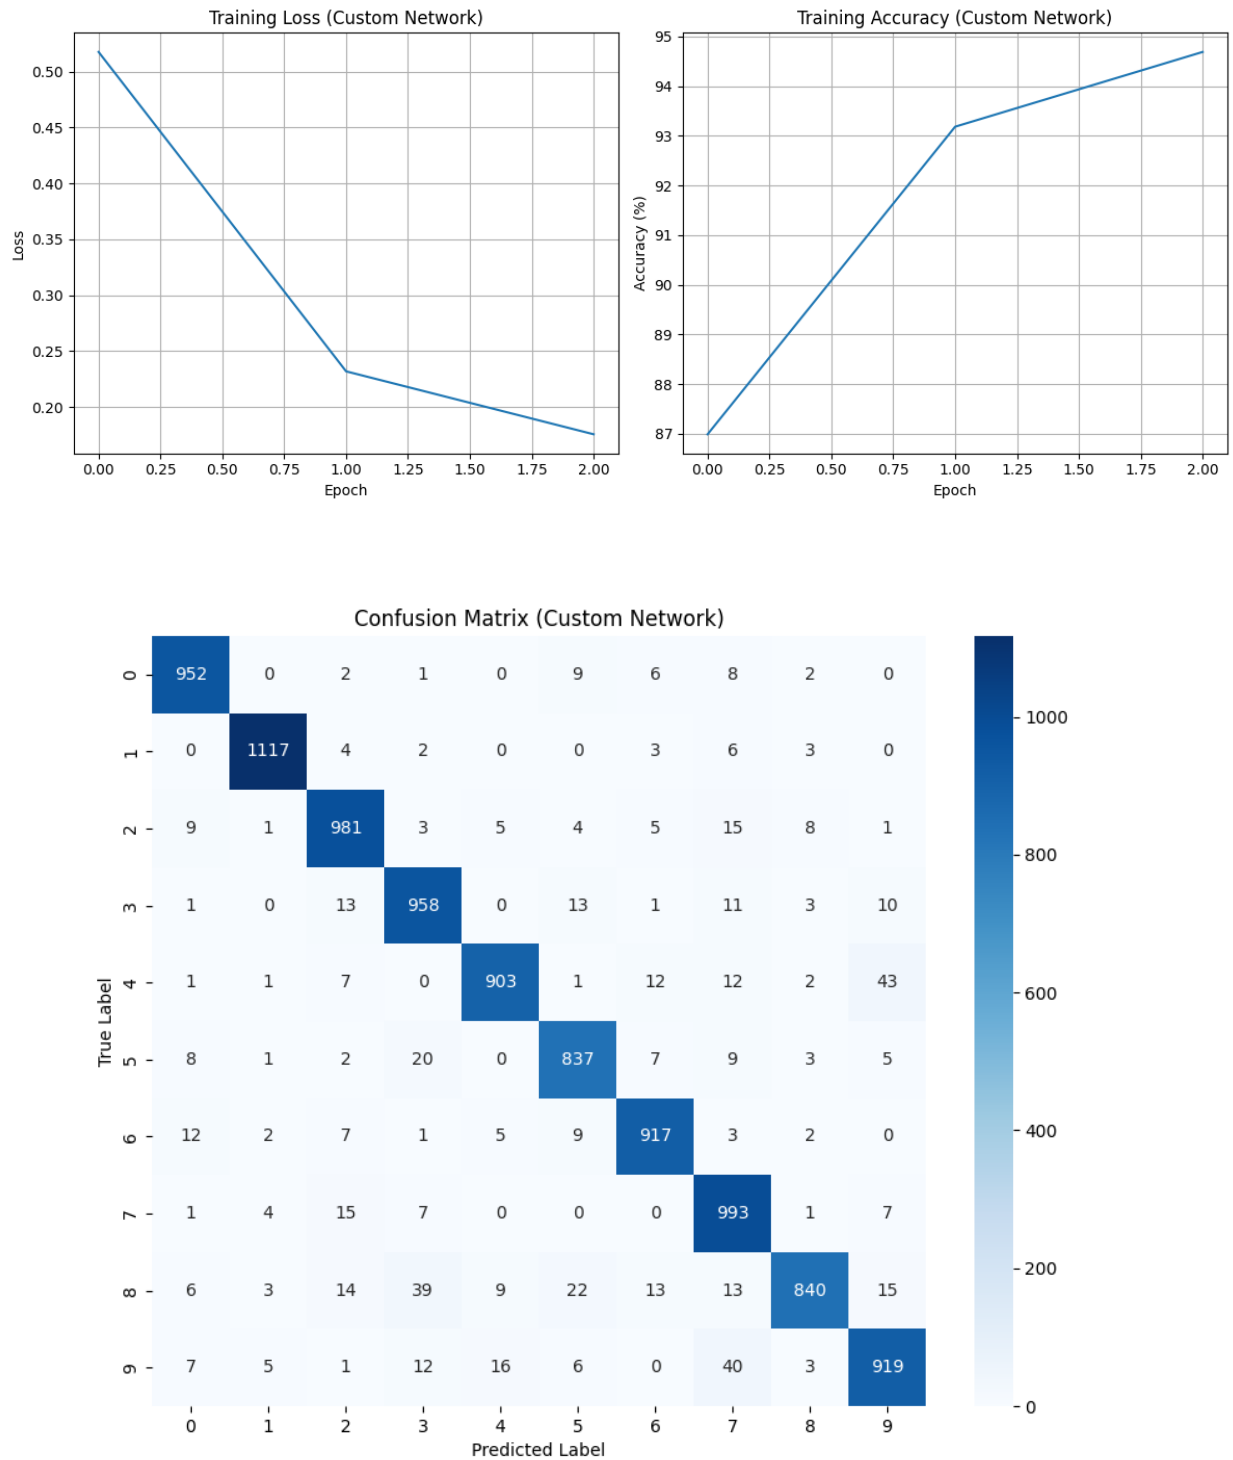 Training Loss (Custom Network)
0.50
0.45
0.40
0.35
0.30
0.25
0.20
Loss
0.00 0.25 0.50 0.75 1.00 1.25 1.50 1.75 2.00
Epoch
Training Accuracy (Custom Network)
95
94
93
92
91
90
89
88
87
Accuracy (%)
0.00 0.25 0.50 0.75 1.00 1.25 1.50 1.75 2.00
Epoch
Confusion Matrix (Custom Network)
True Label
0 952 0 2 1 0 9 6 8 2 0
1 0 1117 4 2 0 0 3 6 3 0
2 9 1 981 3 5 4 5 15 8 1
3 1 0 13 958 0 13 1 11 3 10
4 1 1 7 0 903 1 12 12 2 43
5 8 1 2 20 0 837 7 9 3 5
6 12 2 7 1 5 9 917 3 2 0
7 1 4 15 7 0 0 0 993 1 7
8 6 3 14 39 9 22 13 13 840 15
9 7 5 1 12 16 6 0 40 3 919
0 1 2 3 4 5 6 7 8 9
Predicted Label
1000
800
600
400
200
0